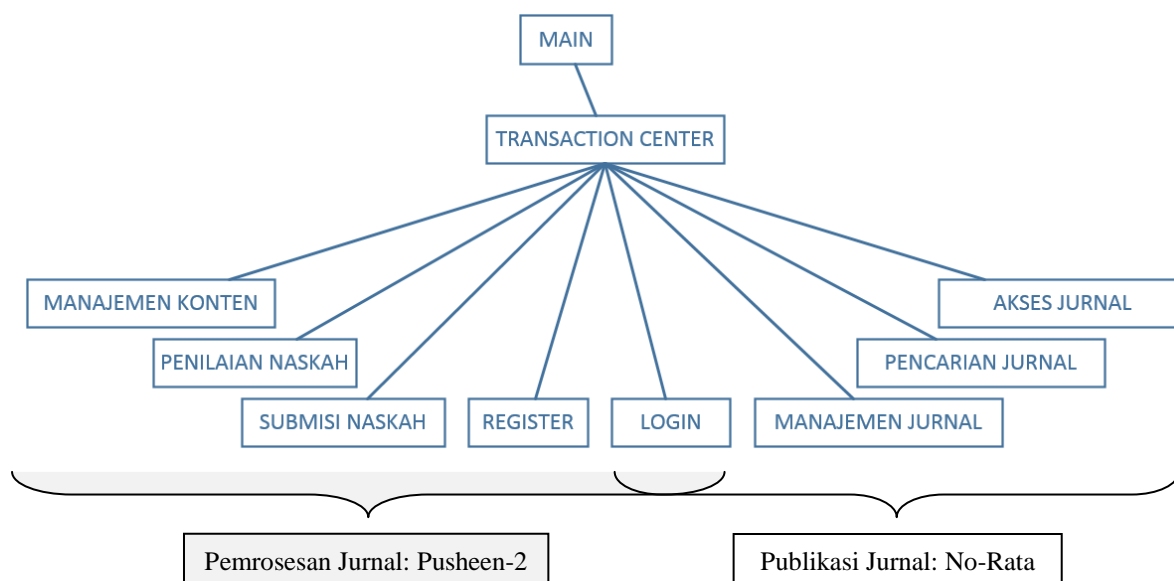 MAIN
TRANSACTION CENTER
MANAJEMEN KONTEN
AKSES JURNAL
PENILAIAN NASKAH
PENCARIAN JURNAL
SUBMISI NASKAH
REGISTER
LOGIN
MANAJEMEN JURNAL
Pemrosesan Jurnal: Pusheen-2
Publikasi Jurnal: No-Rata